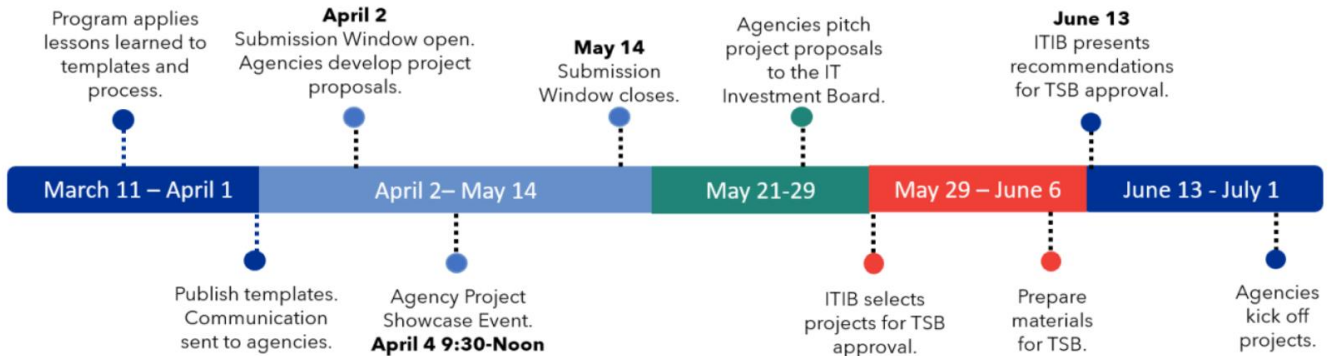 Program applies
lessons learned to
templates and
process.
April 2
Submission Window open.
Agencies develop project
proposals.
May 14
Submission
Window closes.
Agencies pitch
project proposals
to the IT
Investment Board.
June 13
ITIB presents
recommendations
for TSB approval.
March 11 – April 1
April 2– May 14
May 21-29
May 29 – June 6
June 13 - July 1
Publish templates.
Communication
sent to agencies.
Agency Project
Showcase Event.
April 4 9:30-Noon
ITIB selects
projects for TSB
approval.
Prepare
materials
for TSB.
Agencies
kick off
projects.